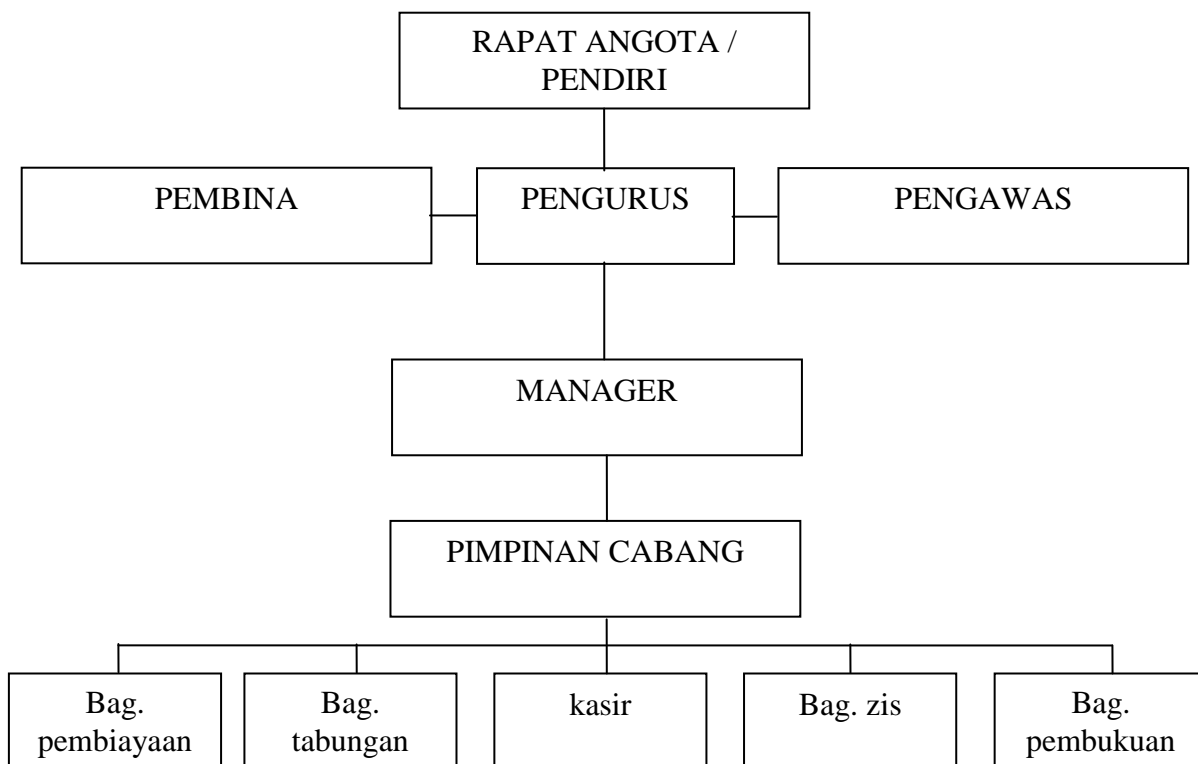 RAPAT ANGOTA /
PENDIRI
PEMBINA
PENGURUS
PENGAWAS
MANAGER
PIMPINAN CABANG
Bag.
pembiayaan
Bag.
tabungan
kasir
Bag. zis
Bag.
pembukuan